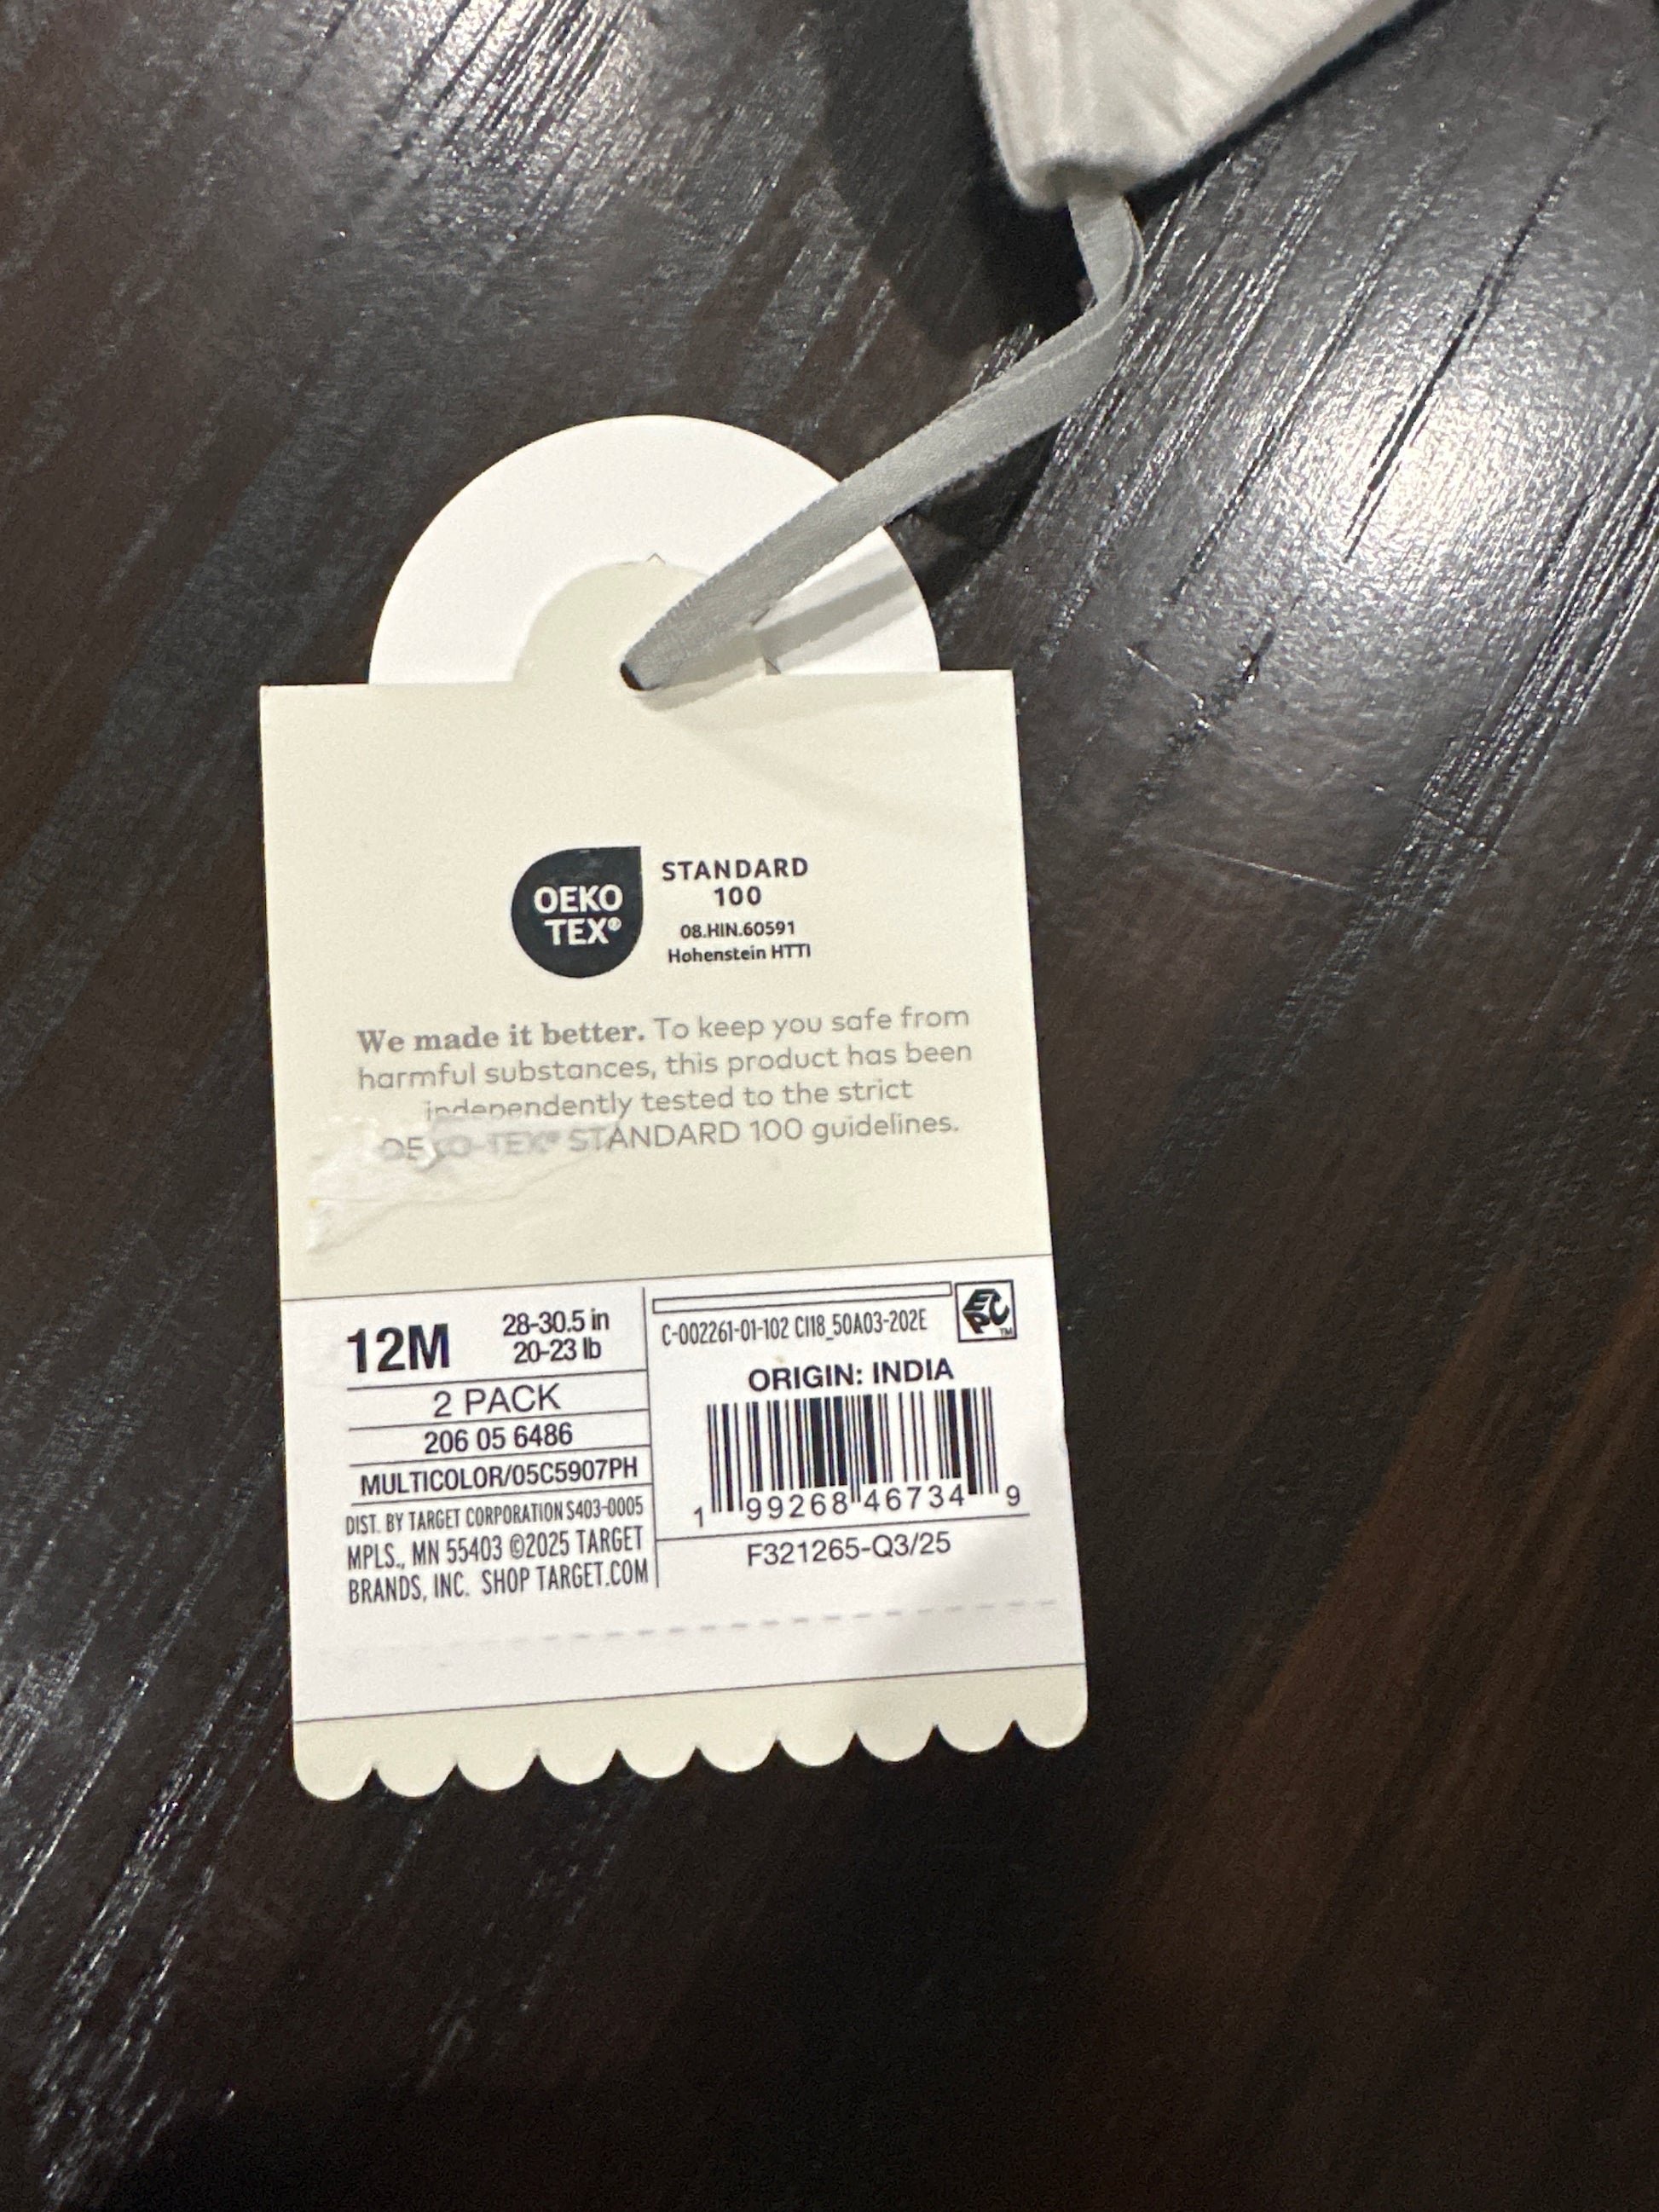 OEKO
TEX®
STANDARD
100
08.HIN.60591
Hohenstein HTTI
We made it better. To keep you safe from
harmful substances, this product has been
independently tested to the strict
OEKO-TEX® STANDARD 100 guidelines.
12M
28-30.5 in
20-23 lb
2 PACK
206 05 6486
MULTICOLOR/05C5907PH
DIST. BY TARGET CORPORATION S403-0005
MPLS., MN 55403 ©2025 TARGET
BRANDS, INC. SHOP TARGET.COM
C-002261-01-102 CI18_50A03-202E
EPC™
ORIGIN: INDIA
1 99268 46734 9
F321265-Q3/25